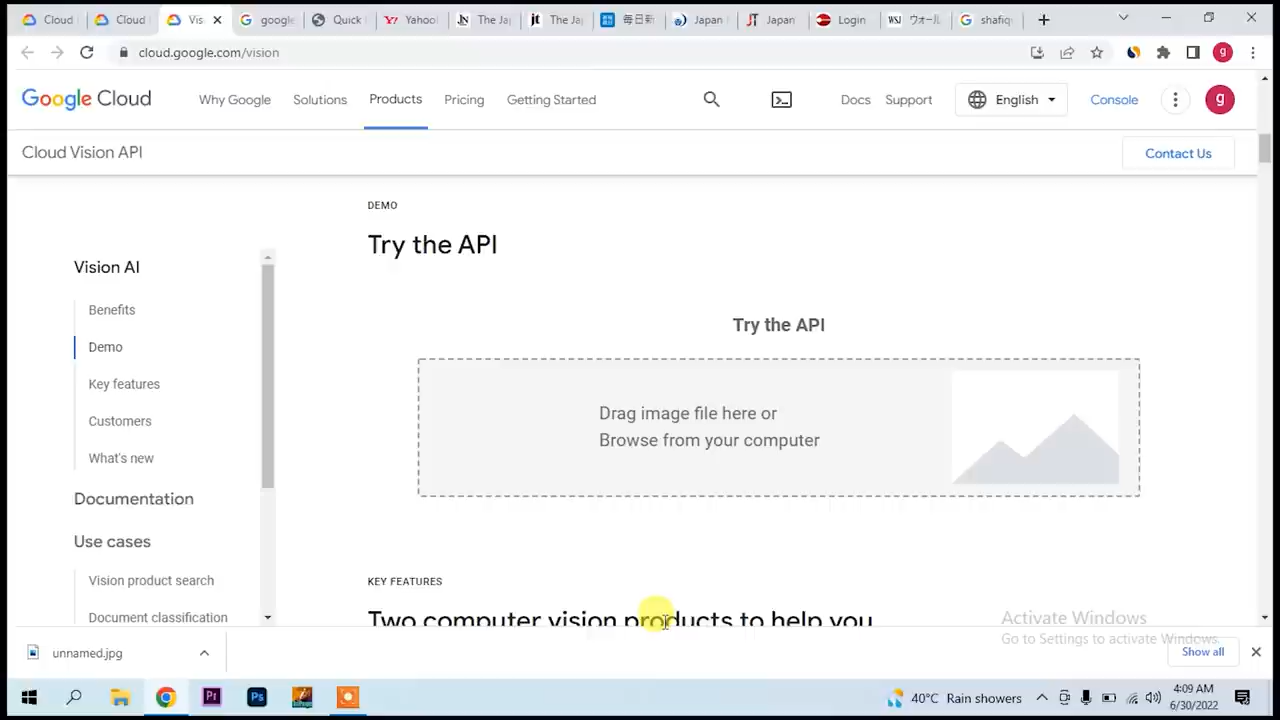 Cloud
Cloud
Vis
google
Quick
Yahoo
The Ja
The Ja
毎日新
Japan
Japan
Login
ウォール
shafiq
cloud.google.com/vision
g
Google Cloud
Why Google
Solutions
Products
Pricing
Getting Started
Docs
Support
English
Console
g
Cloud Vision API
Contact Us
DEMO
Try the API
Vision AI
Benefits
Demo
Key features
Customers
What's new
Documentation
Use cases
Vision product search
Document classification
Try the API
Drag image file here or
Browse from your computer
KEY FEATURES
Two computer vision products to help you
Activate Windows
Go to Settings to activate Windows.
unnamed.jpg
Show all
Pr
Ps
40°C Rain showers
4:09 AM
6/30/2022